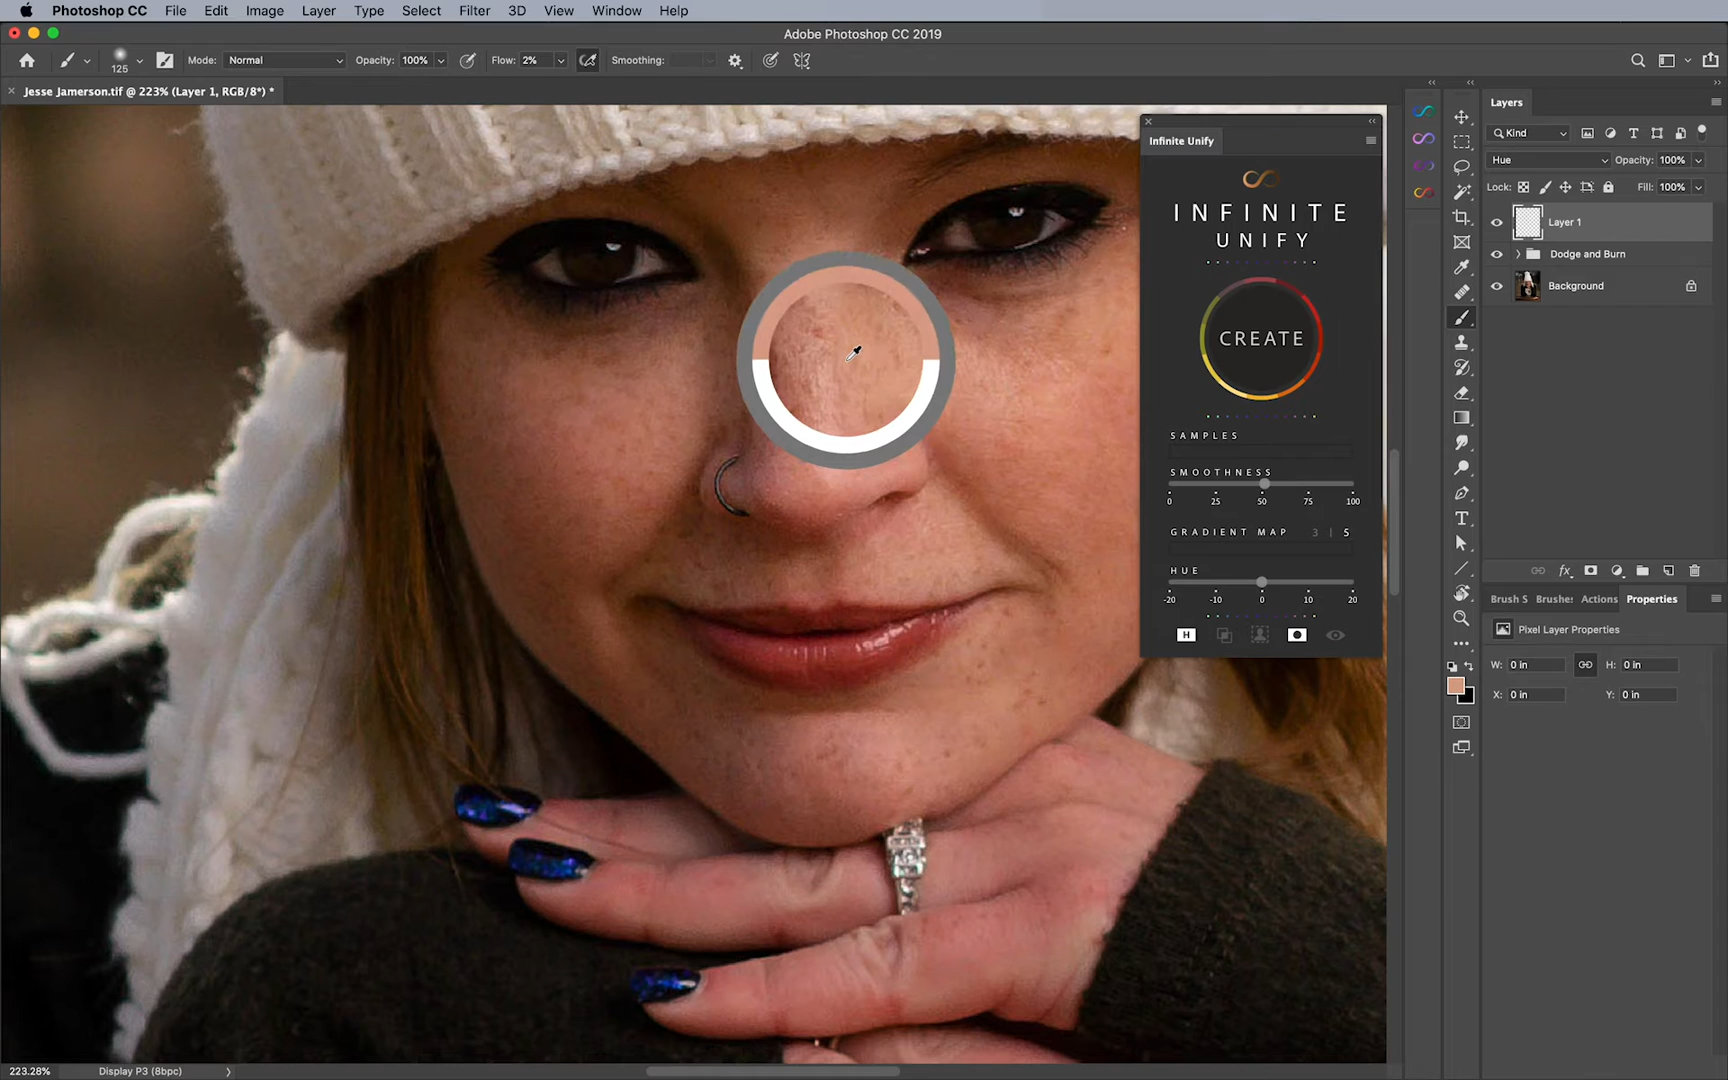 Photoshop CC File Edit Image Layer Type Select Filter 3D View Window Help
Adobe Photoshop CC 2019
125 Mode: Normal Opacity: 100% Flow: 2% Smoothing:
× Jesse Jamerson.tif @ 223% (Layer 1, RGB/8*) *
Infinite Unify
INFINITE
UNIFY
CREATE
SAMPLES
SMOOTHNESS
0 25 50 75 100
GRADIENT MAP 3 | 5
HUE
-20 -10 0 10 20
H
Layers
Kind
Hue Opacity: 100%
Lock: Fill: 100%
Layer 1
Dodge and Burn
Background
fx
Brush S Brushe: Actions Properties
Pixel Layer Properties
W: 0 in H: 0 in
X: 0 in Y: 0 in
223.28% Display P3 (8bpc)